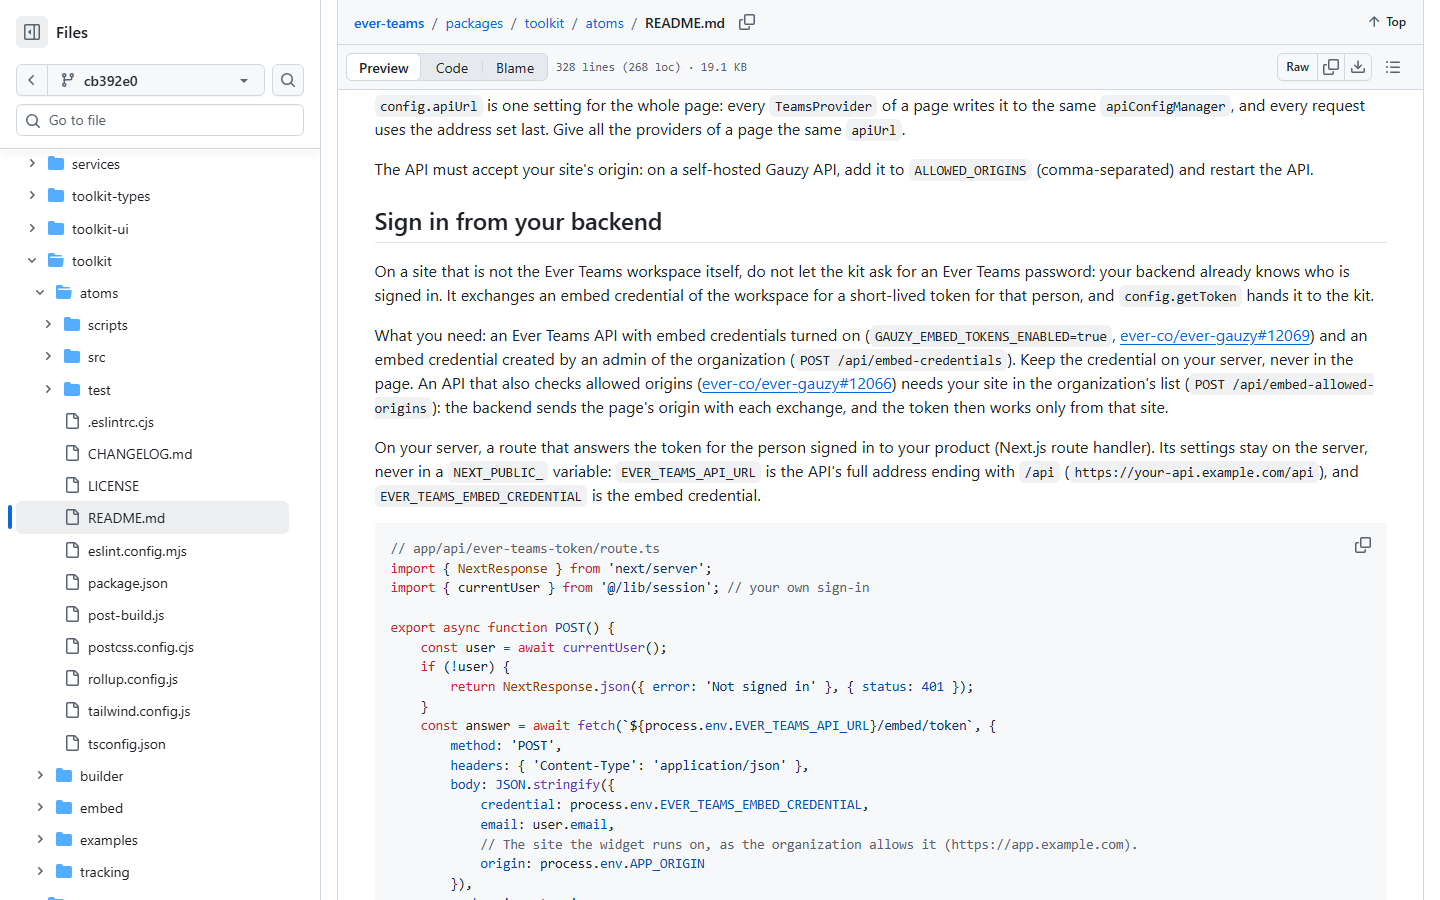 Files
cb392e0
Go to file
services
toolkit-types
toolkit-ui
toolkit
atoms
scripts
src
test
.eslintrc.cjs
CHANGELOG.md
LICENSE
README.md
eslint.config.mjs
package.json
post-build.js
postcss.config.cjs
rollup.config.js
tailwind.config.js
tsconfig.json
builder
embed
examples
tracking
ever-teams / packages / toolkit / atoms / README.md
Top
Preview Code Blame 328 lines (268 loc) · 19.1 KB
Raw
config.apiUrl is one setting for the whole page: every TeamsProvider of a page writes it to the same apiConfigManager, and every request
uses the address set last. Give all the providers of a page the same apiUrl.
The API must accept your site's origin: on a self-hosted Gauzy API, add it to ALLOWED_ORIGINS (comma-separated) and restart the API.
Sign in from your backend
On a site that is not the Ever Teams workspace itself, do not let the kit ask for an Ever Teams password: your backend already knows who is
signed in. It exchanges an embed credential of the workspace for a short-lived token for that person, and config.getToken hands it to the kit.
What you need: an Ever Teams API with embed credentials turned on (GAUZY_EMBED_TOKENS_ENABLED=true, ever-co/ever-gauzy#12069) and an
embed credential created by an admin of the organization (POST /api/embed-credentials). Keep the credential on your server, never in the
page. An API that also checks allowed origins (ever-co/ever-gauzy#12066) needs your site in the organization's list (POST /api/embed-allowed-
origins): the backend sends the page's origin with each exchange, and the token then works only from that site.
On your server, a route that answers the token for the person signed in to your product (Next.js route handler). Its settings stay on the server,
never in a NEXT_PUBLIC_ variable: EVER_TEAMS_API_URL is the API's full address ending with /api (https://your-api.example.com/api), and
EVER_TEAMS_EMBED_CREDENTIAL is the embed credential.
// app/api/ever-teams-token/route.ts
import { NextResponse } from 'next/server';
import { currentUser } from '@/lib/session'; // your own sign-in
export async function POST() {
const user = await currentUser();
if (!user) {
return NextResponse.json({ error: 'Not signed in' }, { status: 401 });
}
const answer = await fetch(`${process.env.EVER_TEAMS_API_URL}/embed/token`, {
method: 'POST',
headers: { 'Content-Type': 'application/json' },
body: JSON.stringify({
credential: process.env.EVER_TEAMS_EMBED_CREDENTIAL,
email: user.email,
// The site the widget runs on, as the organization allows it (https://app.example.com).
origin: process.env.APP_ORIGIN
}),